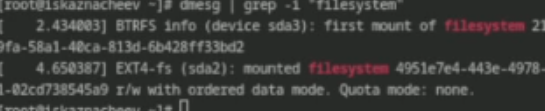 [root@iskaznacheev ~]# dmesg | grep -i "filesystem"
[    2.434003] BTRFS info (device sda3): first mount of filesystem 21
9fa-58a1-40ca-813d-6b428ff33bd2
[    4.650387] EXT4-fs (sda2): mounted filesystem 4951e7e4-443e-4978-
1-02cd738545a9 r/w with ordered data mode. Quota mode: none.
[root@iskaznacheev ~]#